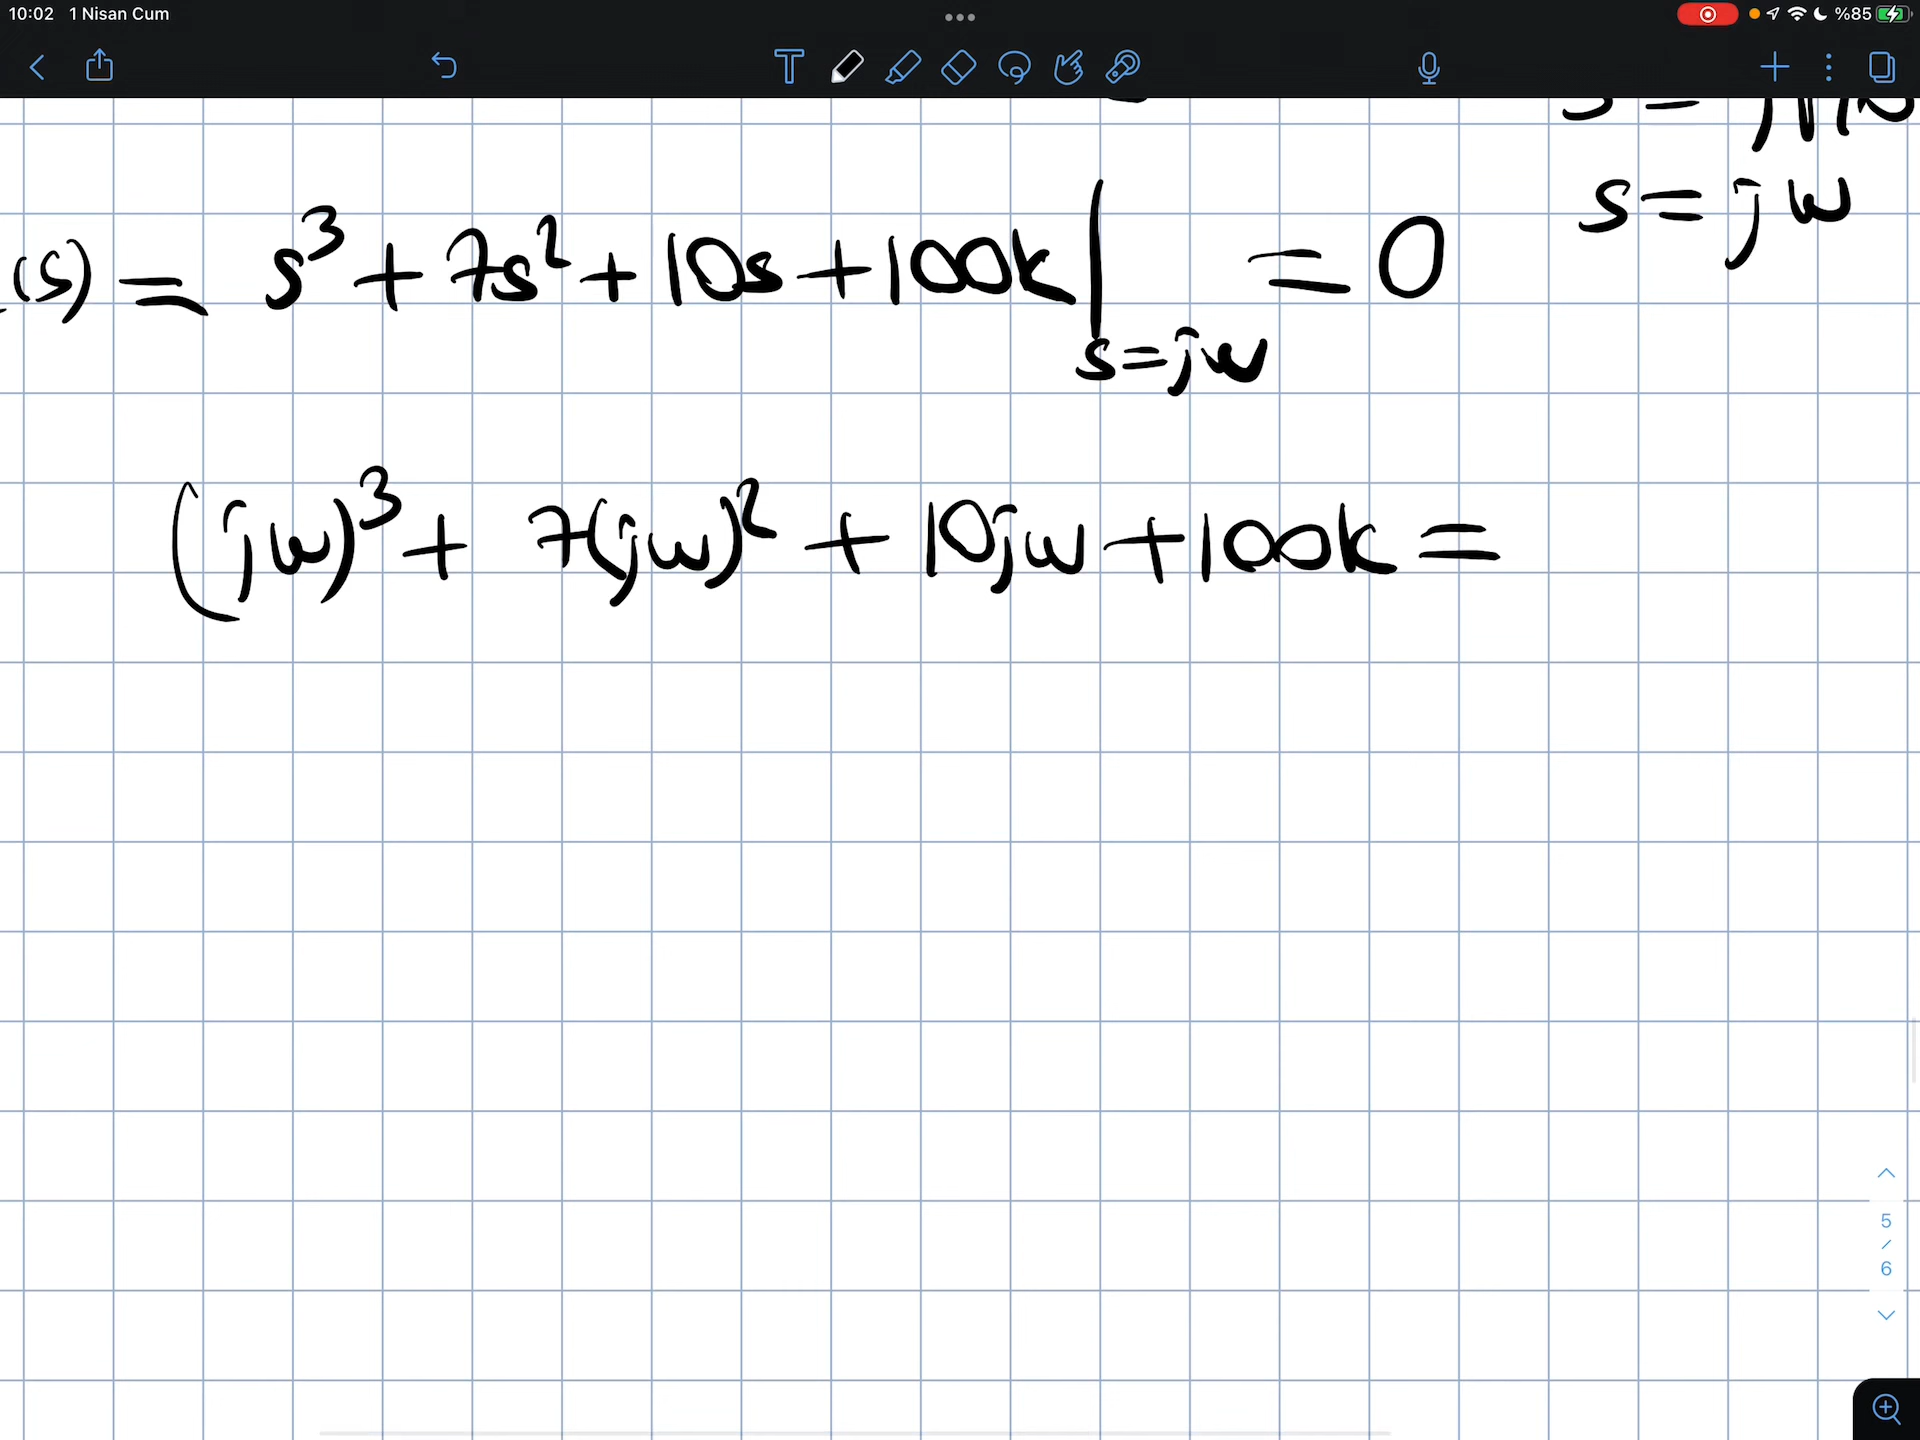 10:02 1 Nisan Cum
%85
s = jw
(s) = s³ + 7s² + 10s + 100k | = 0
s=jw
(jw)³ + 7(jw)² + 10jw + 100k =
5
/
6